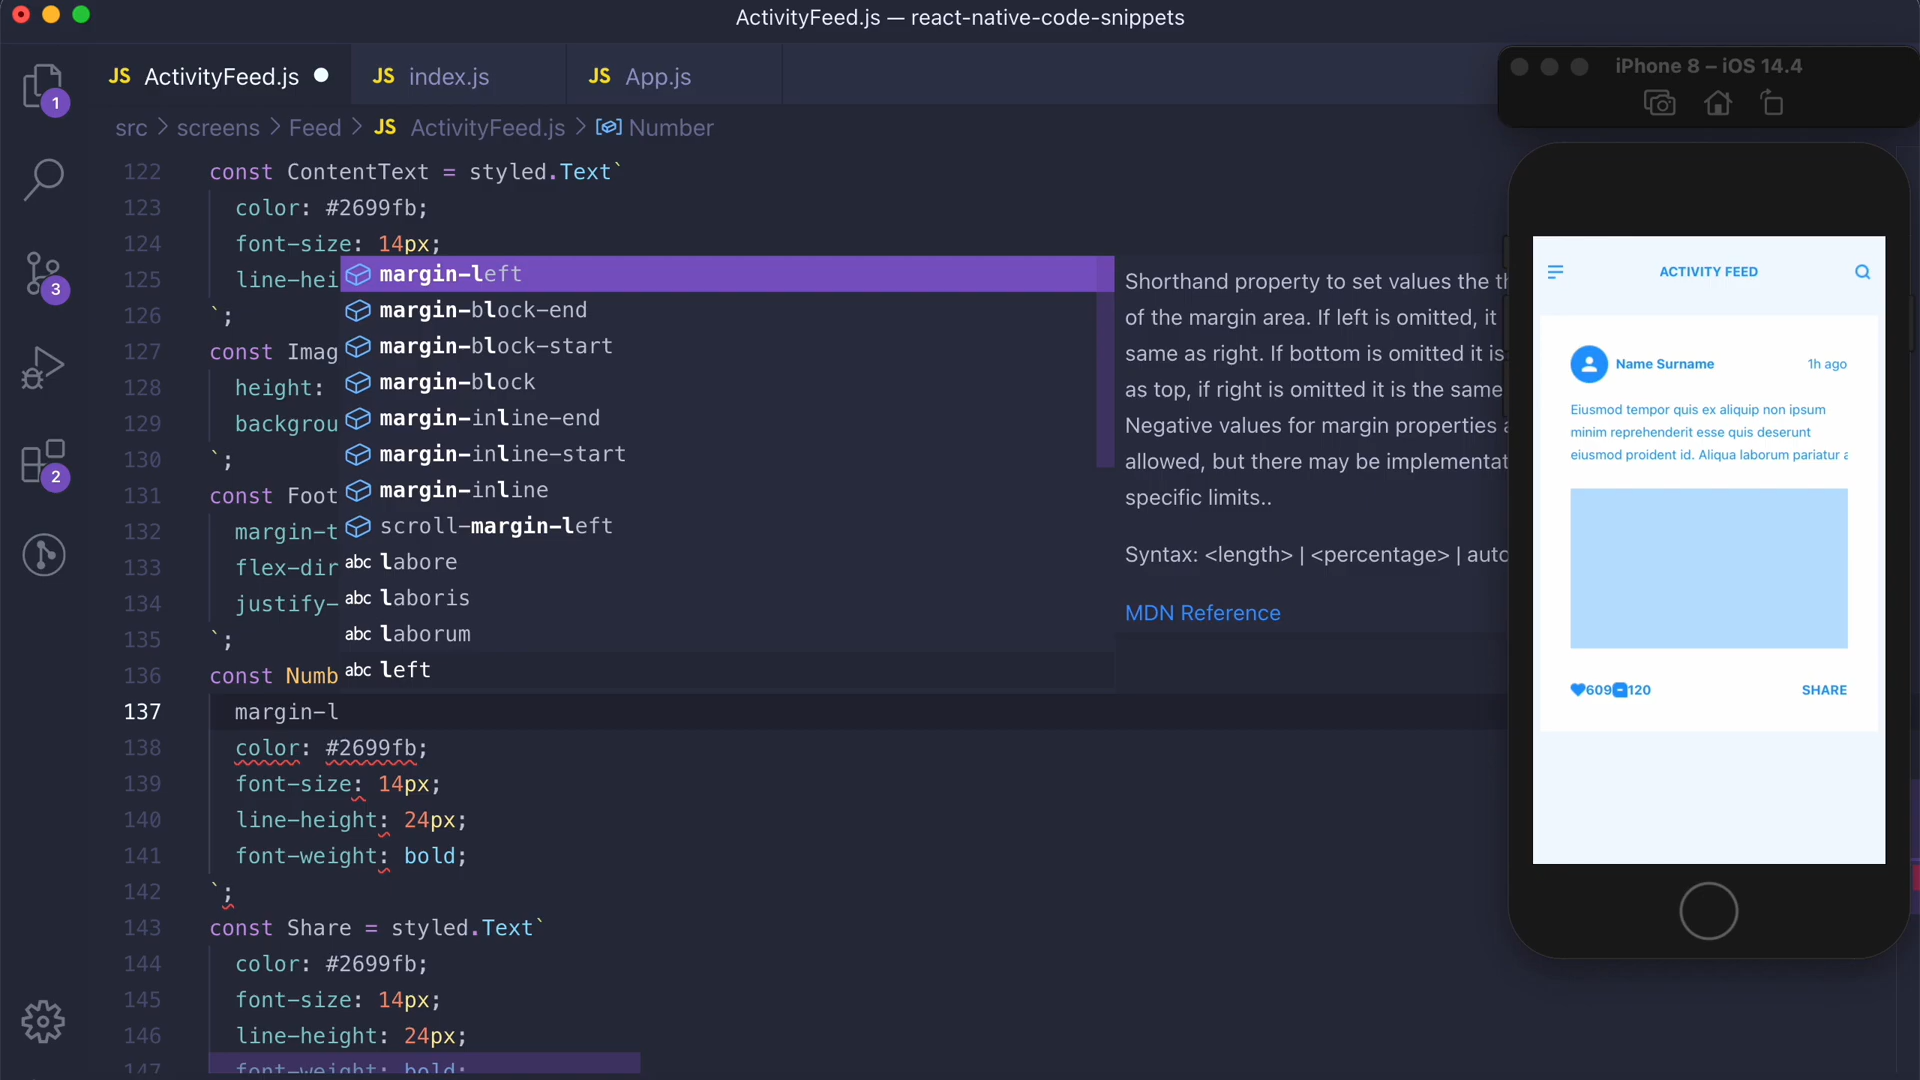 ActivityFeed.js — react-native-code-snippets
JS ActivityFeed.js
JS index.js
JS App.js
src > screens > Feed > JS ActivityFeed.js > Number
1
3
2
122 const ContentText = styled.Text`
123 color: #2699fb;
124 font-size: 14px;
125 line-hei
126 `;
127 const Imag
128 height:
129 backgrou
130 `;
131 const Foot
132 margin-t
133 flex-dir
134 justify-
135 `;
136 const Numb
137 margin-l
138 color: #2699fb;
139 font-size: 14px;
140 line-height: 24px;
141 font-weight: bold;
142 `;
143 const Share = styled.Text`
144 color: #2699fb;
145 font-size: 14px;
146 line-height: 24px;
147 font-weight: bold;
margin-left
margin-block-end
margin-block-start
margin-block
margin-inline-end
margin-inline-start
margin-inline
scroll-margin-left
abc labore
abc laboris
abc laborum
abc left
Shorthand property to set values the th
of the margin area. If left is omitted, it
same as right. If bottom is omitted it is
as top, if right is omitted it is the same
Negative values for margin properties a
allowed, but there may be implementat
specific limits..
Syntax: <length> | <percentage> | auto
MDN Reference
iPhone 8 – iOS 14.4
ACTIVITY FEED
Name Surname
1h ago
Eiusmod tempor quis ex aliquip non ipsum
minim reprehenderit esse quis deserunt
eiusmod proident id. Aliqua laborum pariatur a
609 120
SHARE